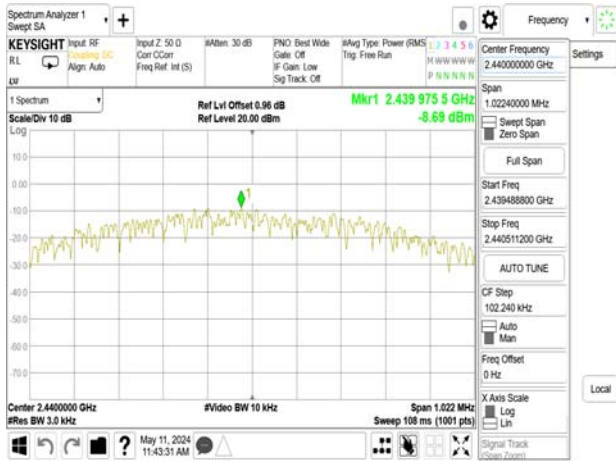 Spectrum Analyzer 1
Swept SA
+
Frequency
KEYSIGHT
RL
Input: RF
Coupling: DC
Align: Auto
Input Z: 50 Ω
Corr CCorr
Freq Ref: Int (S)
#Atten: 30 dB
PNO: Best Wide
Gate: Off
IF Gain: Low
Sig Track: Off
#Avg Type: Power (RMS
Trig: Free Run
1 2 3 4 5 6
M W W W W W
P N N N N N
1 Spectrum
Scale/Div 10 dB
Log
Ref Lvl Offset 0.96 dB
Ref Level 20.00 dBm
Mkr1 2.439 975 5 GHz
-8.69 dBm
1
10.0
0.00
-10.0
-20.0
-30.0
-40.0
-50.0
-60.0
-70.0
Center 2.4400000 GHz
#Res BW 3.0 kHz
#Video BW 10 kHz
Span 1.022 MHz
Sweep 108 ms (1001 pts)
?
May 11, 2024
11:43:31 AM
Center Frequency
2.440000000 GHz
Settings
Span
1.02240000 MHz
Swept Span
Zero Span
Full Span
Start Freq
2.439488800 GHz
Stop Freq
2.440511200 GHz
AUTO TUNE
CF Step
102.240 kHz
Auto
Man
Freq Offset
0 Hz
X Axis Scale
Log
Lin
Local
Signal Track
(Span Zoom)